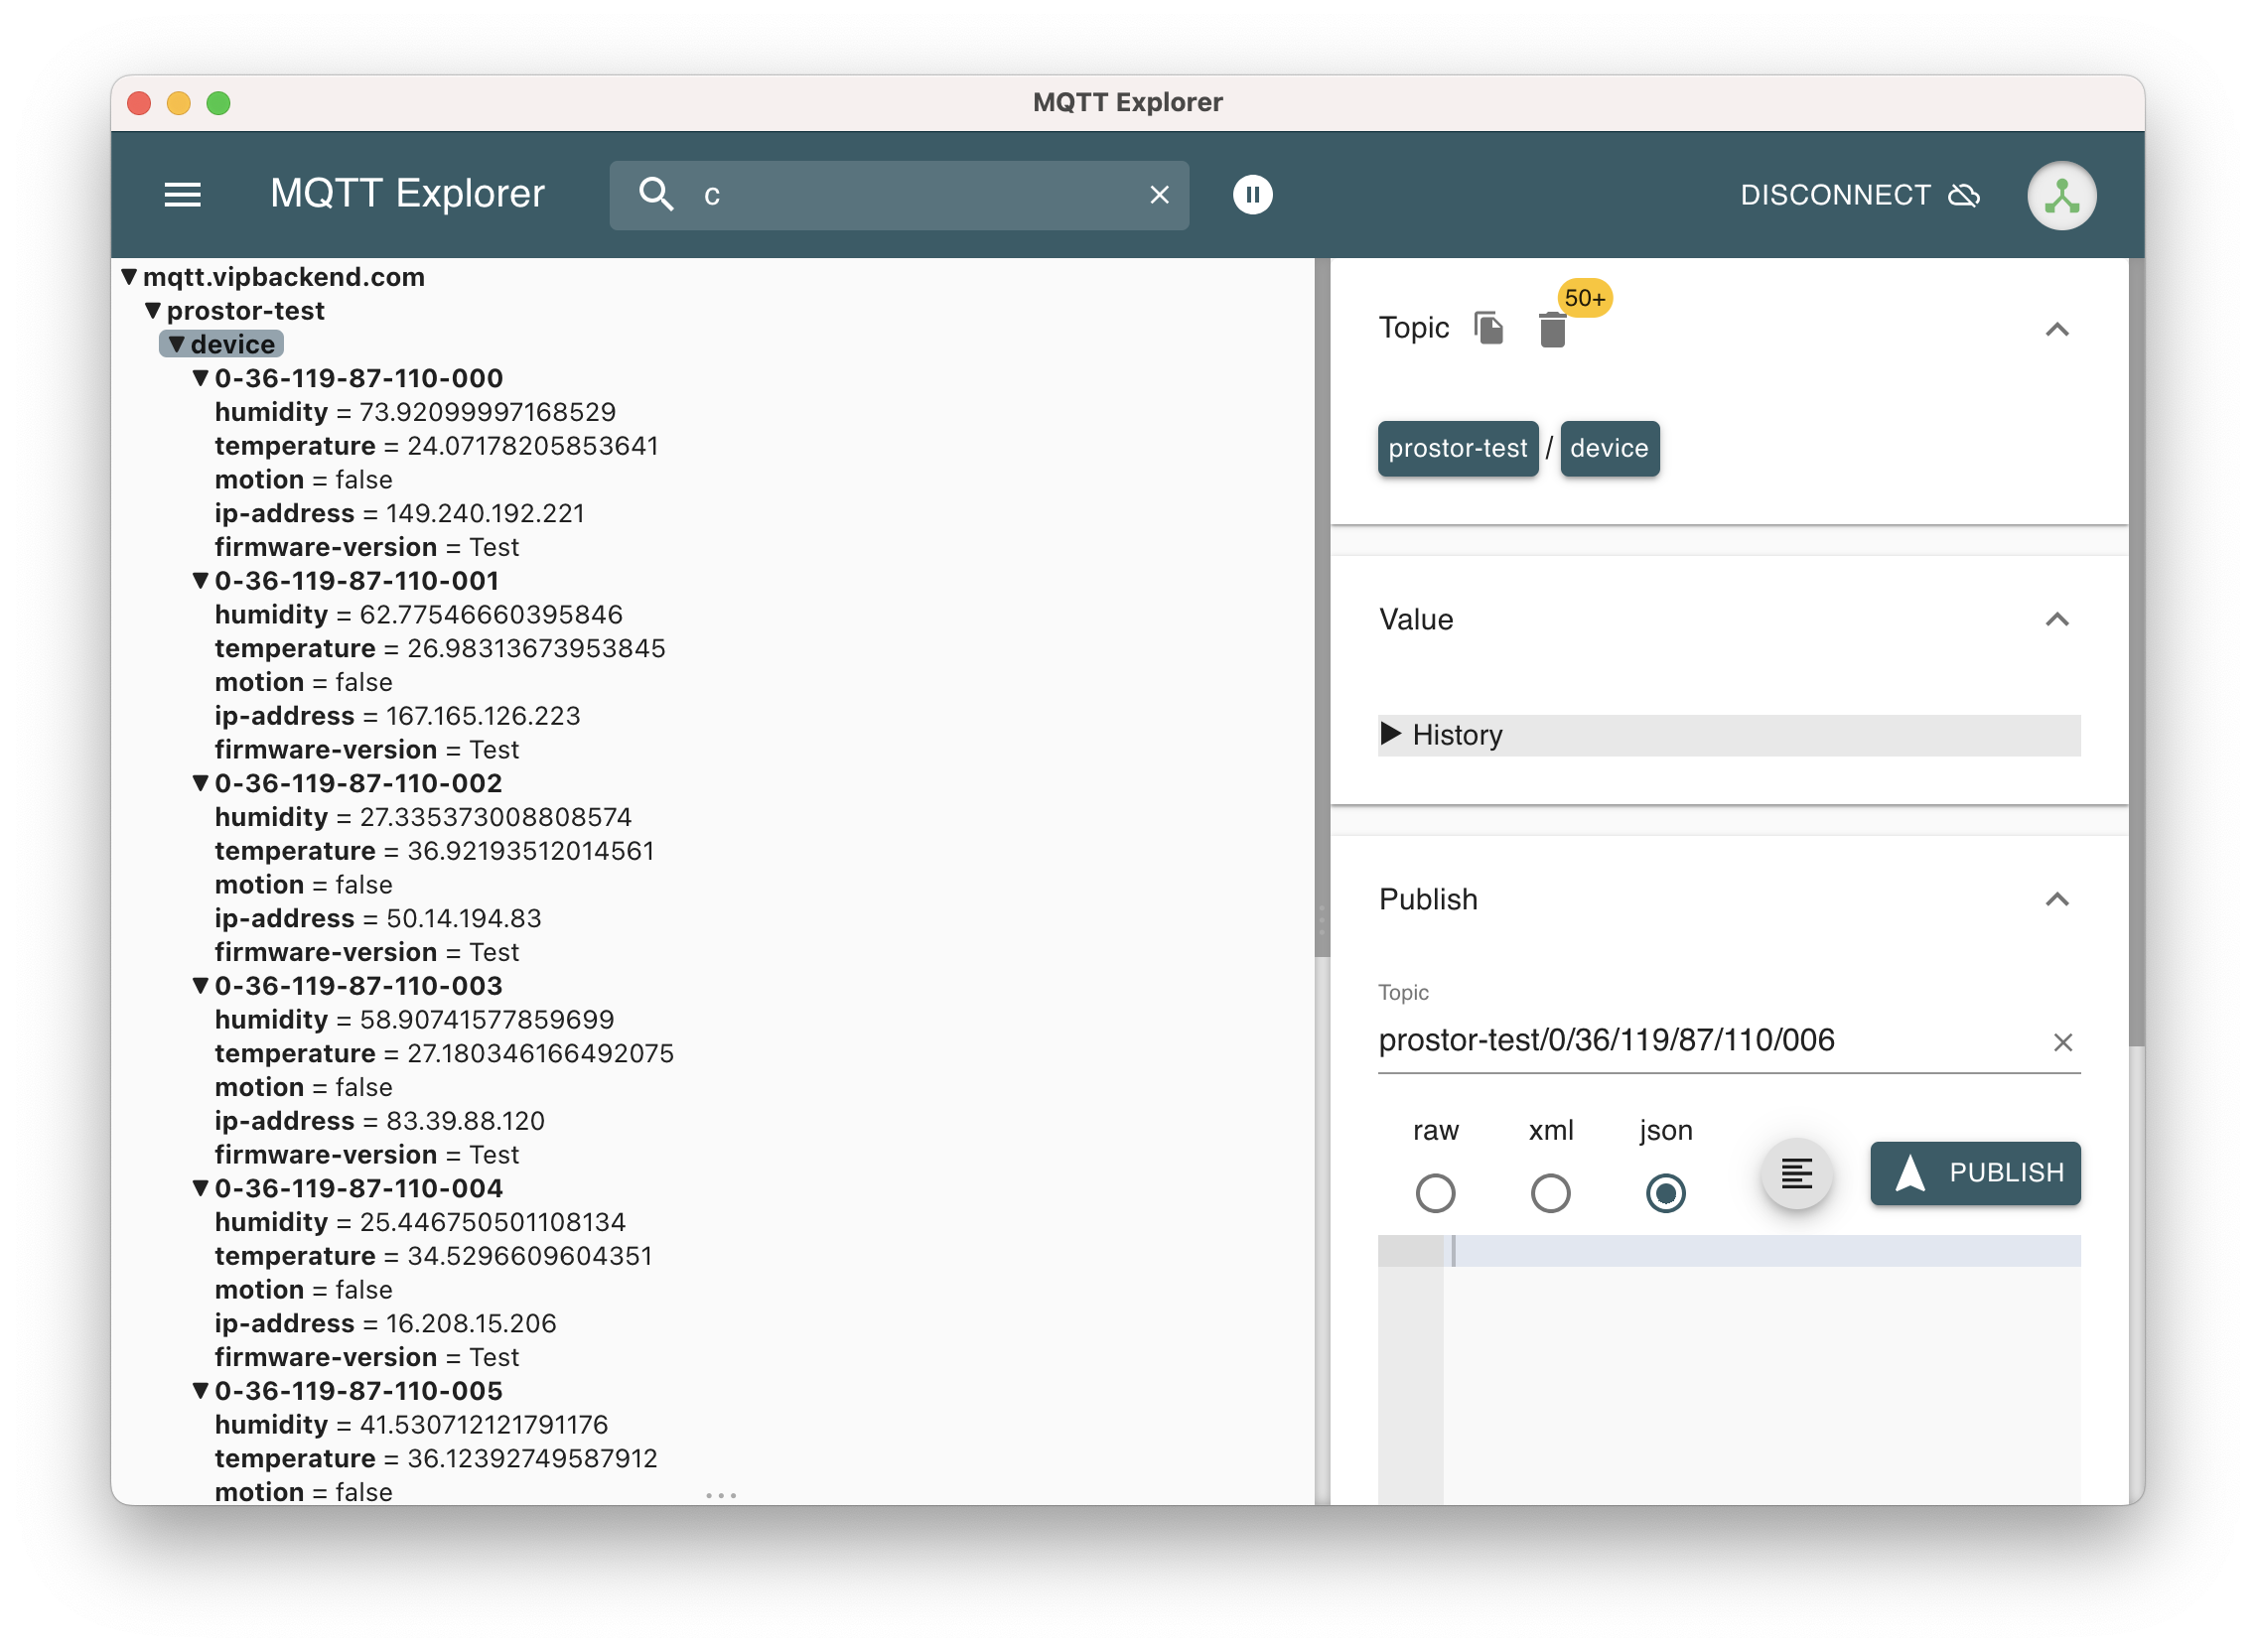 MQTT Explorer
MQTT Explorer
c
DISCONNECT
mqtt.vipbackend.com
prostor-test
device
0-36-119-87-110-000
humidity = 73.92099997168529
temperature = 24.07178205853641
motion = false
ip-address = 149.240.192.221
firmware-version = Test
0-36-119-87-110-001
humidity = 62.77546660395846
temperature = 26.98313673953845
motion = false
ip-address = 167.165.126.223
firmware-version = Test
0-36-119-87-110-002
humidity = 27.335373008808574
temperature = 36.92193512014561
motion = false
ip-address = 50.14.194.83
firmware-version = Test
0-36-119-87-110-003
humidity = 58.90741577859699
temperature = 27.180346166492075
motion = false
ip-address = 83.39.88.120
firmware-version = Test
0-36-119-87-110-004
humidity = 25.446750501108134
temperature = 34.5296609604351
motion = false
ip-address = 16.208.15.206
firmware-version = Test
0-36-119-87-110-005
humidity = 41.530712121791176
temperature = 36.12392749587912
motion = false
Topic
50+
prostor-test / device
Value
History
Publish
Topic
prostor-test/0/36/119/87/110/006
raw xml json
PUBLISH